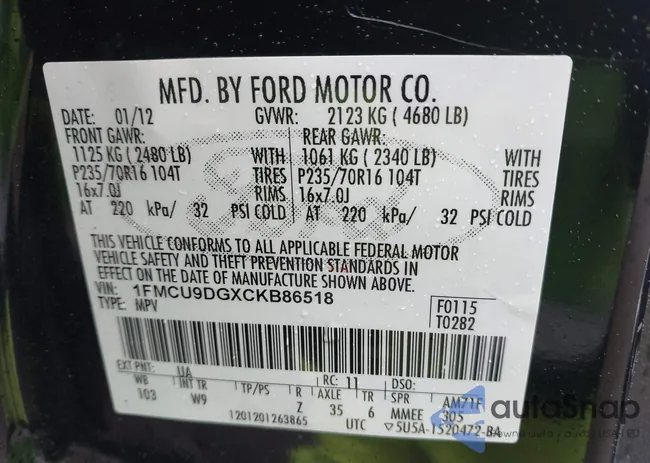 MFD. BY FORD MOTOR CO.
DATE: 01/12 GVWR: 2123 KG ( 4680 LB)
FRONT GAWR: REAR GAWR:
1125 KG ( 2480 LB) WITH 1061 KG ( 2340 LB) WITH
P235/70R16 104T TIRES P235/70R16 104T TIRES
16x7.0J RIMS 16x7.0J RIMS
AT 220 kPa/ 32 PSI COLD AT 220 kPa/ 32 PSI COLD
THIS VEHICLE CONFORMS TO ALL APPLICABLE FEDERAL MOTOR
VEHICLE SAFETY AND THEFT PREVENTION STANDARDS IN
EFFECT ON THE DATE OF MANUFACTURE SHOWN ABOVE.
VIN: 1FMCU9DGXCKB86518
TYPE: MPV
F0115
T0282
EXT PNT: UA RC: 11 DSO:
WB INT TR TP/PS R AXLE TR SPR AM71F
103 W9 Z 35 6 MMEE 305
1201201263865 UTC 5U5A-1520472-BA
autoSnap